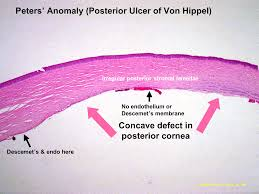 Peters' Anomaly (Posterior Ulcer of Von Hippel)
Irregular posterior stromal lamellae
No endothelium or
Descemet's membrane
Concave defect in
posterior cornea
Descemet's & endo here